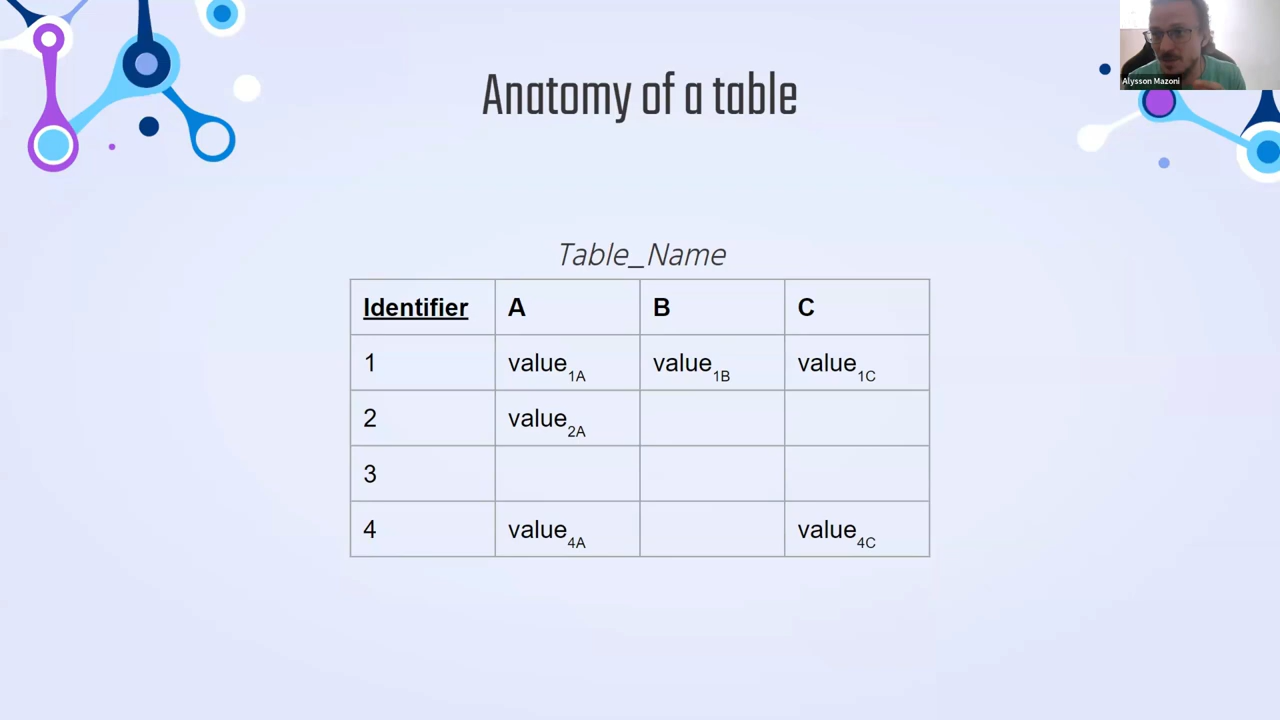 Alysson Mazoni
Anatomy of a table
Table_Name
Identifier A B C
1 value1A value1B value1C
2 value2A
3
4 value4A value4C